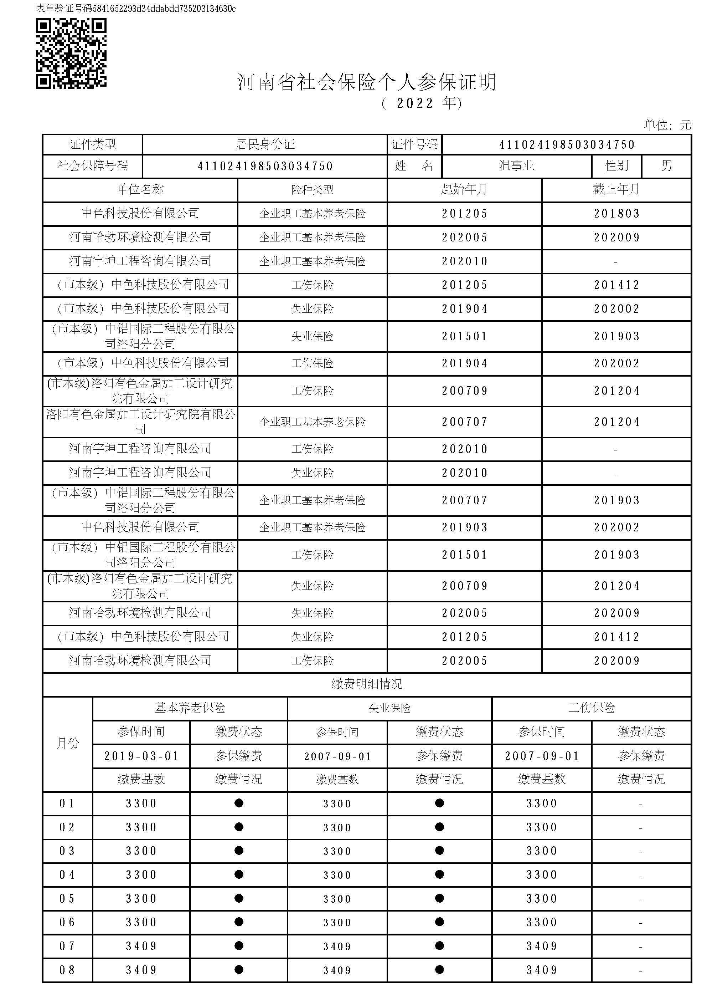 表单验证号码5841652293d34ddabdd735203134630e
河南省社会保险个人参保证明
( 2022 年)
单位：元
证件类型 居民身份证 证件号码 411024198503034750
社会保障号码 411024198503034750 姓 名 温事业 性别 男
单位名称 险种类型 起始年月 截止年月
中色科技股份有限公司 企业职工基本养老保险 201205 201803
河南哈勃环境检测有限公司 企业职工基本养老保险 202005 202009
河南宇坤工程咨询有限公司 企业职工基本养老保险 202010 -
（市本级）中色科技股份有限公司 工伤保险 201205 201412
（市本级）中色科技股份有限公司 失业保险 201904 202002
（市本级）中铝国际工程股份有限公
司洛阳分公司 失业保险 201501 201903
（市本级）中色科技股份有限公司 工伤保险 201904 202002
(市本级)洛阳有色金属加工设计研究
院有限公司 工伤保险 200709 201204
洛阳有色金属加工设计研究院有限公
司 企业职工基本养老保险 200707 201204
河南宇坤工程咨询有限公司 工伤保险 202010 -
河南宇坤工程咨询有限公司 失业保险 202010 -
（市本级）中铝国际工程股份有限公
司洛阳分公司 企业职工基本养老保险 200707 201903
中色科技股份有限公司 企业职工基本养老保险 201903 202002
（市本级）中铝国际工程股份有限公
司洛阳分公司 工伤保险 201501 201903
(市本级)洛阳有色金属加工设计研究
院有限公司 失业保险 200709 201204
河南哈勃环境检测有限公司 失业保险 202005 202009
（市本级）中色科技股份有限公司 失业保险 201205 201412
河南哈勃环境检测有限公司 工伤保险 202005 202009
缴费明细情况
月份 基本养老保险 失业保险 工伤保险
参保时间 缴费状态 参保时间 缴费状态 参保时间 缴费状态
2019-03-01 参保缴费 2007-09-01 参保缴费 2007-09-01 参保缴费
缴费基数 缴费情况 缴费基数 缴费情况 缴费基数 缴费情况
01 3300 ● 3300 ● 3300 -
02 3300 ● 3300 ● 3300 -
03 3300 ● 3300 ● 3300 -
04 3300 ● 3300 ● 3300 -
05 3300 ● 3300 ● 3300 -
06 3300 ● 3300 ● 3300 -
07 3409 ● 3409 ● 3409 -
08 3409 ● 3409 ● 3409 -